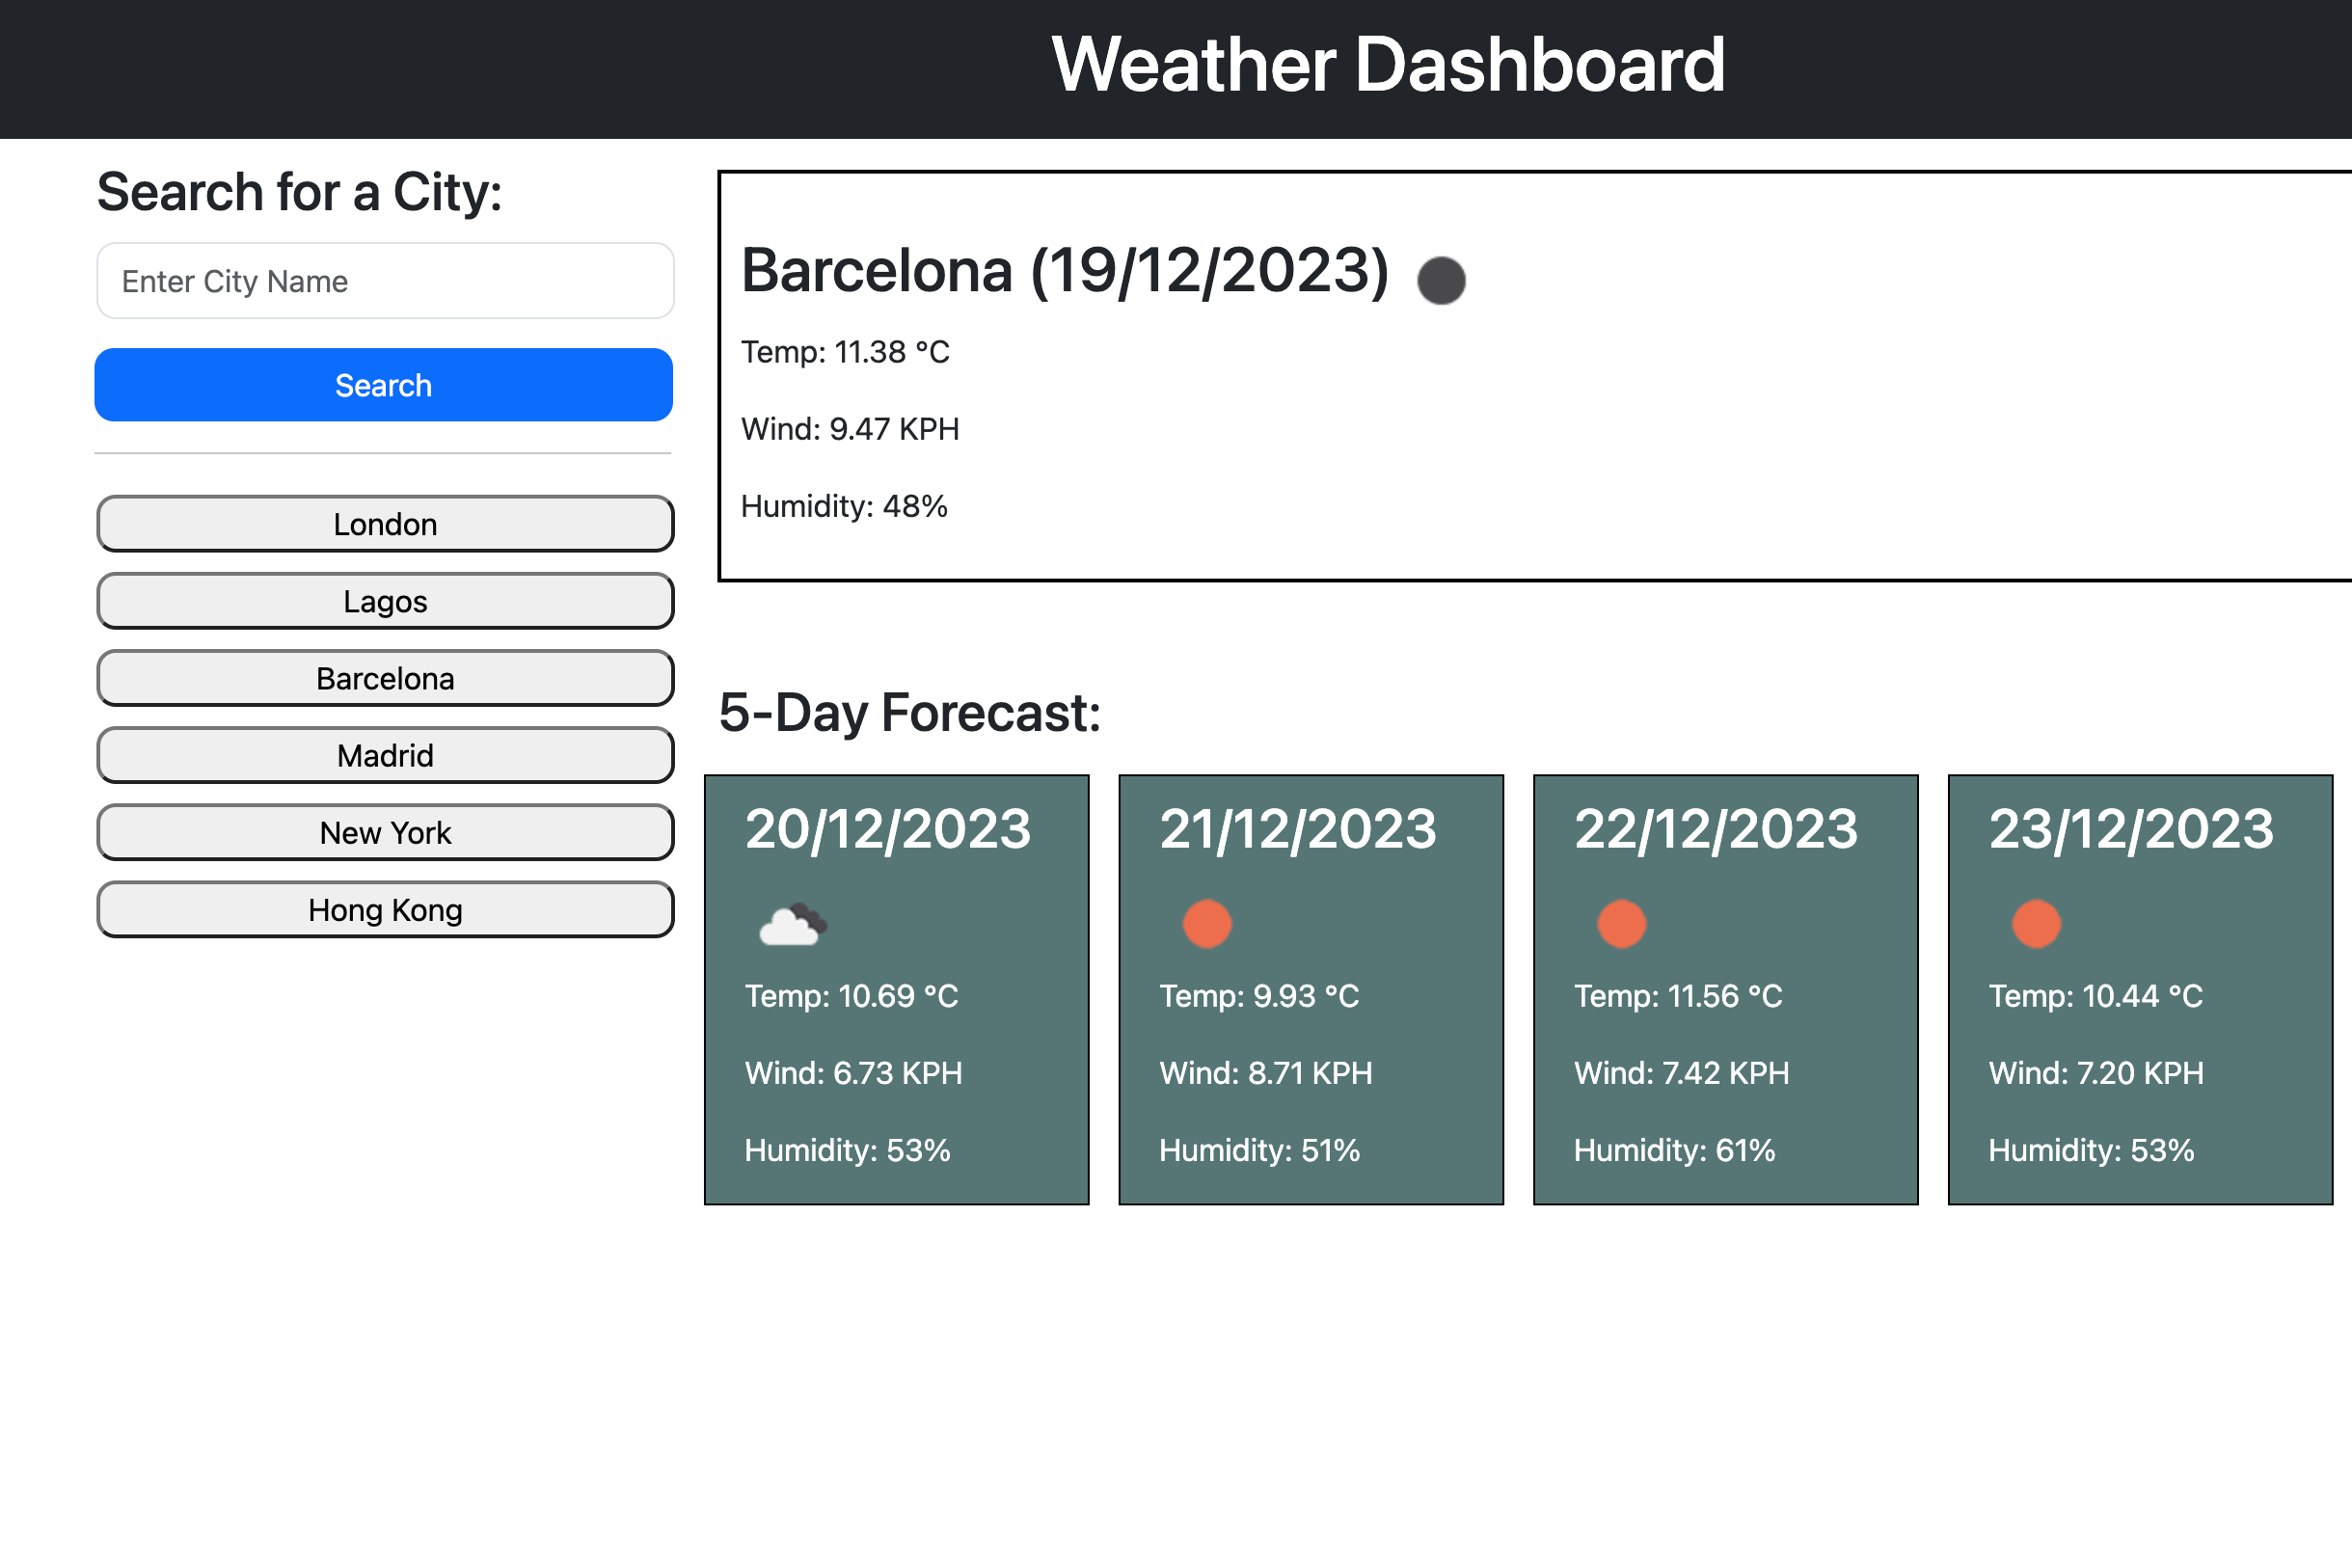 Weather Dashboard
Search for a City:
Enter City Name
Search
London
Lagos
Barcelona
Madrid
New York
Hong Kong
Barcelona (19/12/2023)
Temp: 11.38 °C
Wind: 9.47 KPH
Humidity: 48%
5-Day Forecast:
20/12/2023
Temp: 10.69 °C
Wind: 6.73 KPH
Humidity: 53%
21/12/2023
Temp: 9.93 °C
Wind: 8.71 KPH
Humidity: 51%
22/12/2023
Temp: 11.56 °C
Wind: 7.42 KPH
Humidity: 61%
23/12/2023
Temp: 10.44 °C
Wind: 7.20 KPH
Humidity: 53%